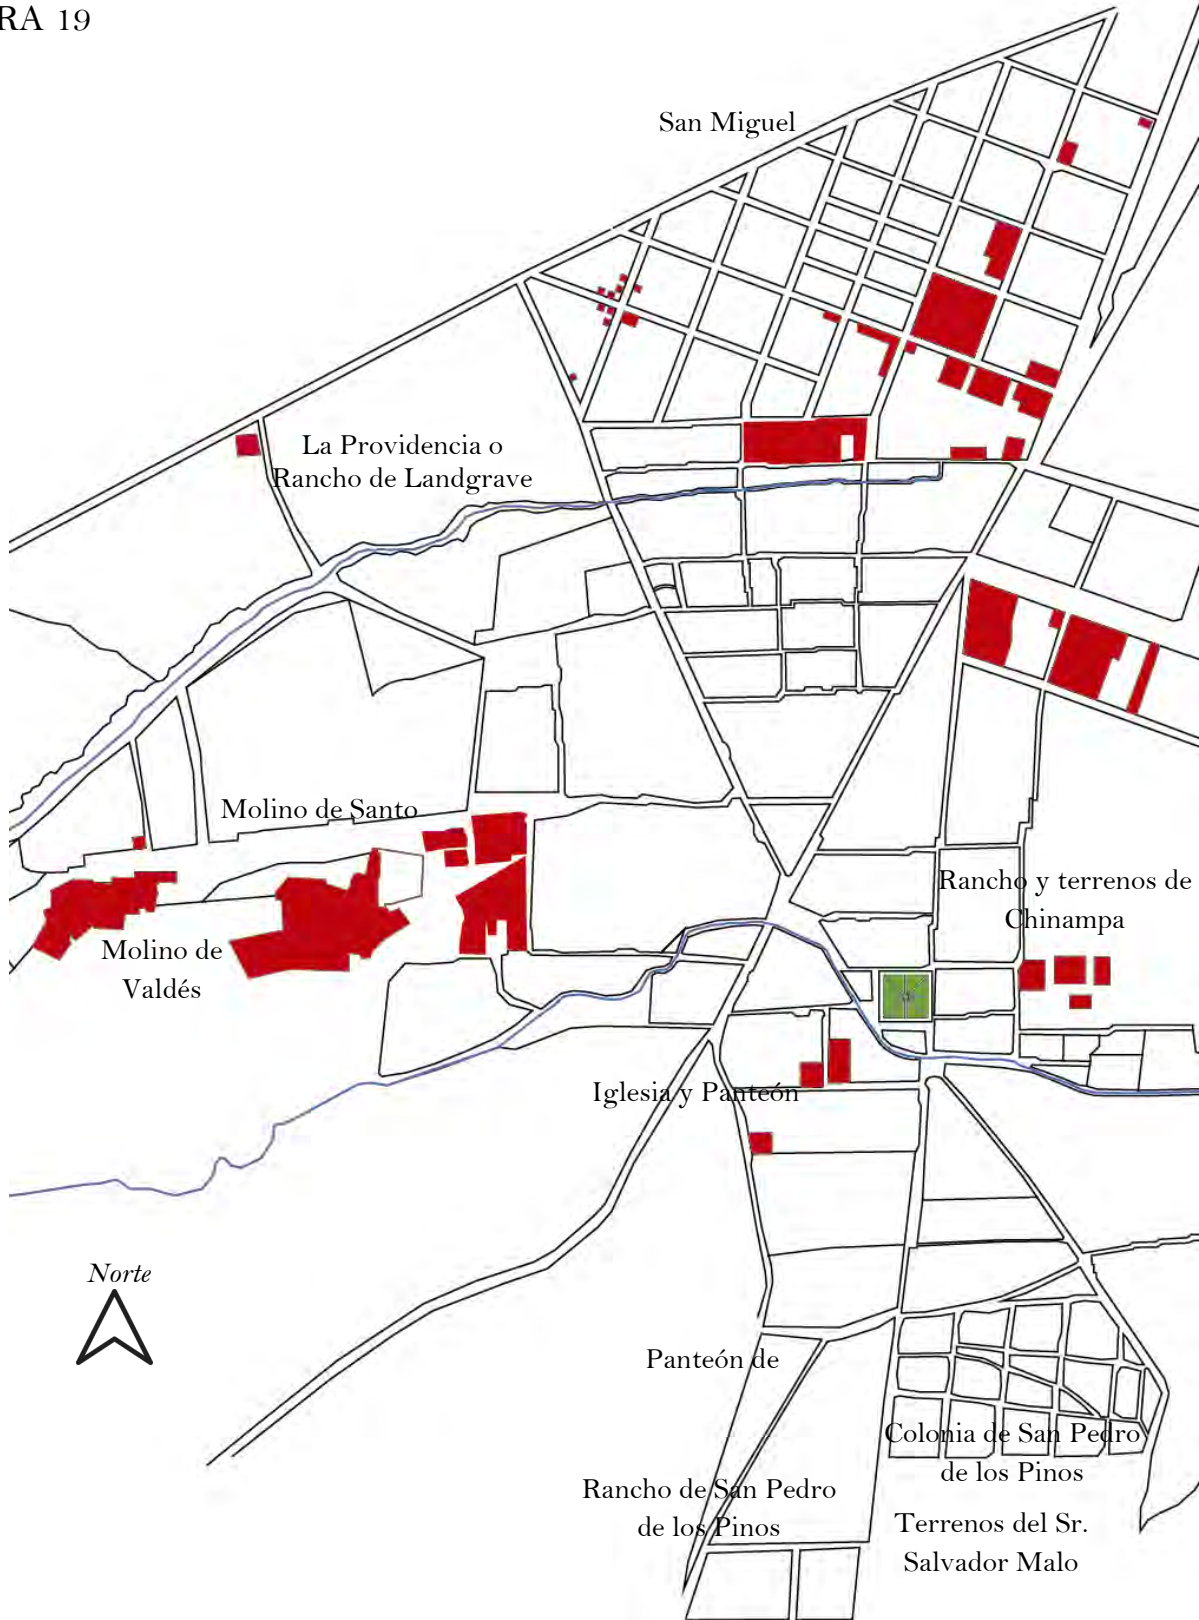 RA 19
San Miguel
La Providencia o
Rancho de Landgrave
Molino de Santo
Molino de
Valdés
Rancho y terrenos de
Chinampa
Iglesia y Panteón
Norte
Panteón de
Colonia de San Pedro
de los Pinos
Rancho de San Pedro
de los Pinos
Terrenos del Sr.
Salvador Malo